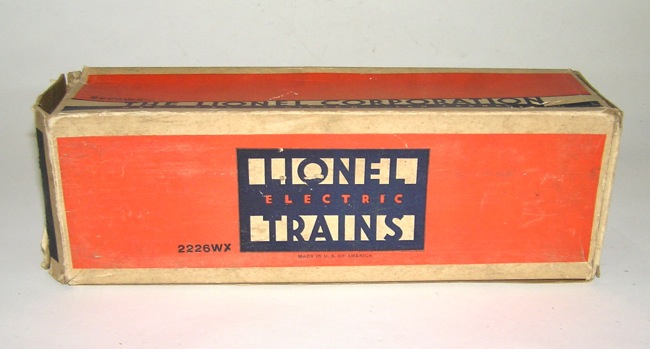 THE LIONEL CORPORATION
LIONEL
ELECTRIC
TRAINS
2226WX
MADE IN U.S. OF AMERICA